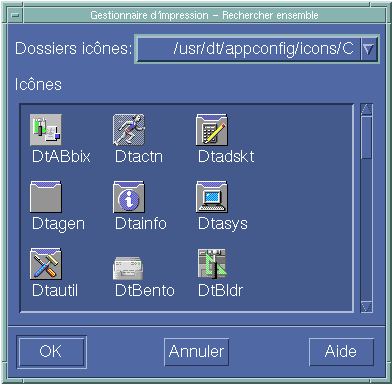 Gestionnaire d'impression - Rechercher ensemble
Dossiers icônes: /usr/dt/appconfig/icons/C
Icônes
DtABbix Dtactn Dtadskt
Dtagen Dtainfo Dtasys
Dtautil DtBento DtBldr
OK Annuler Aide